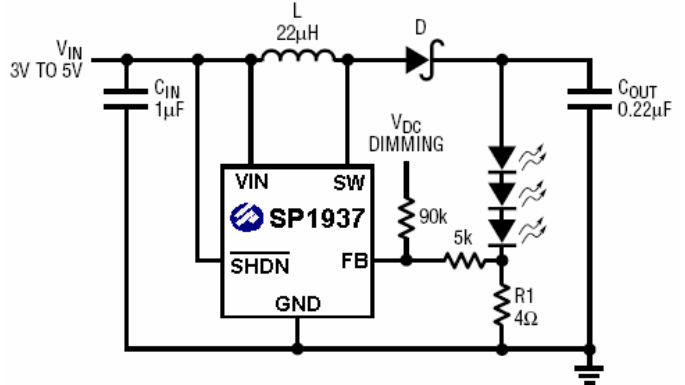 L
22μH
D
VIN
3V TO 5V
CIN
1μF
COUT
0.22μF
VDC
DIMMING
VIN
SW
SP1937
90k
5k
SHDN
FB
GND
R1
4Ω